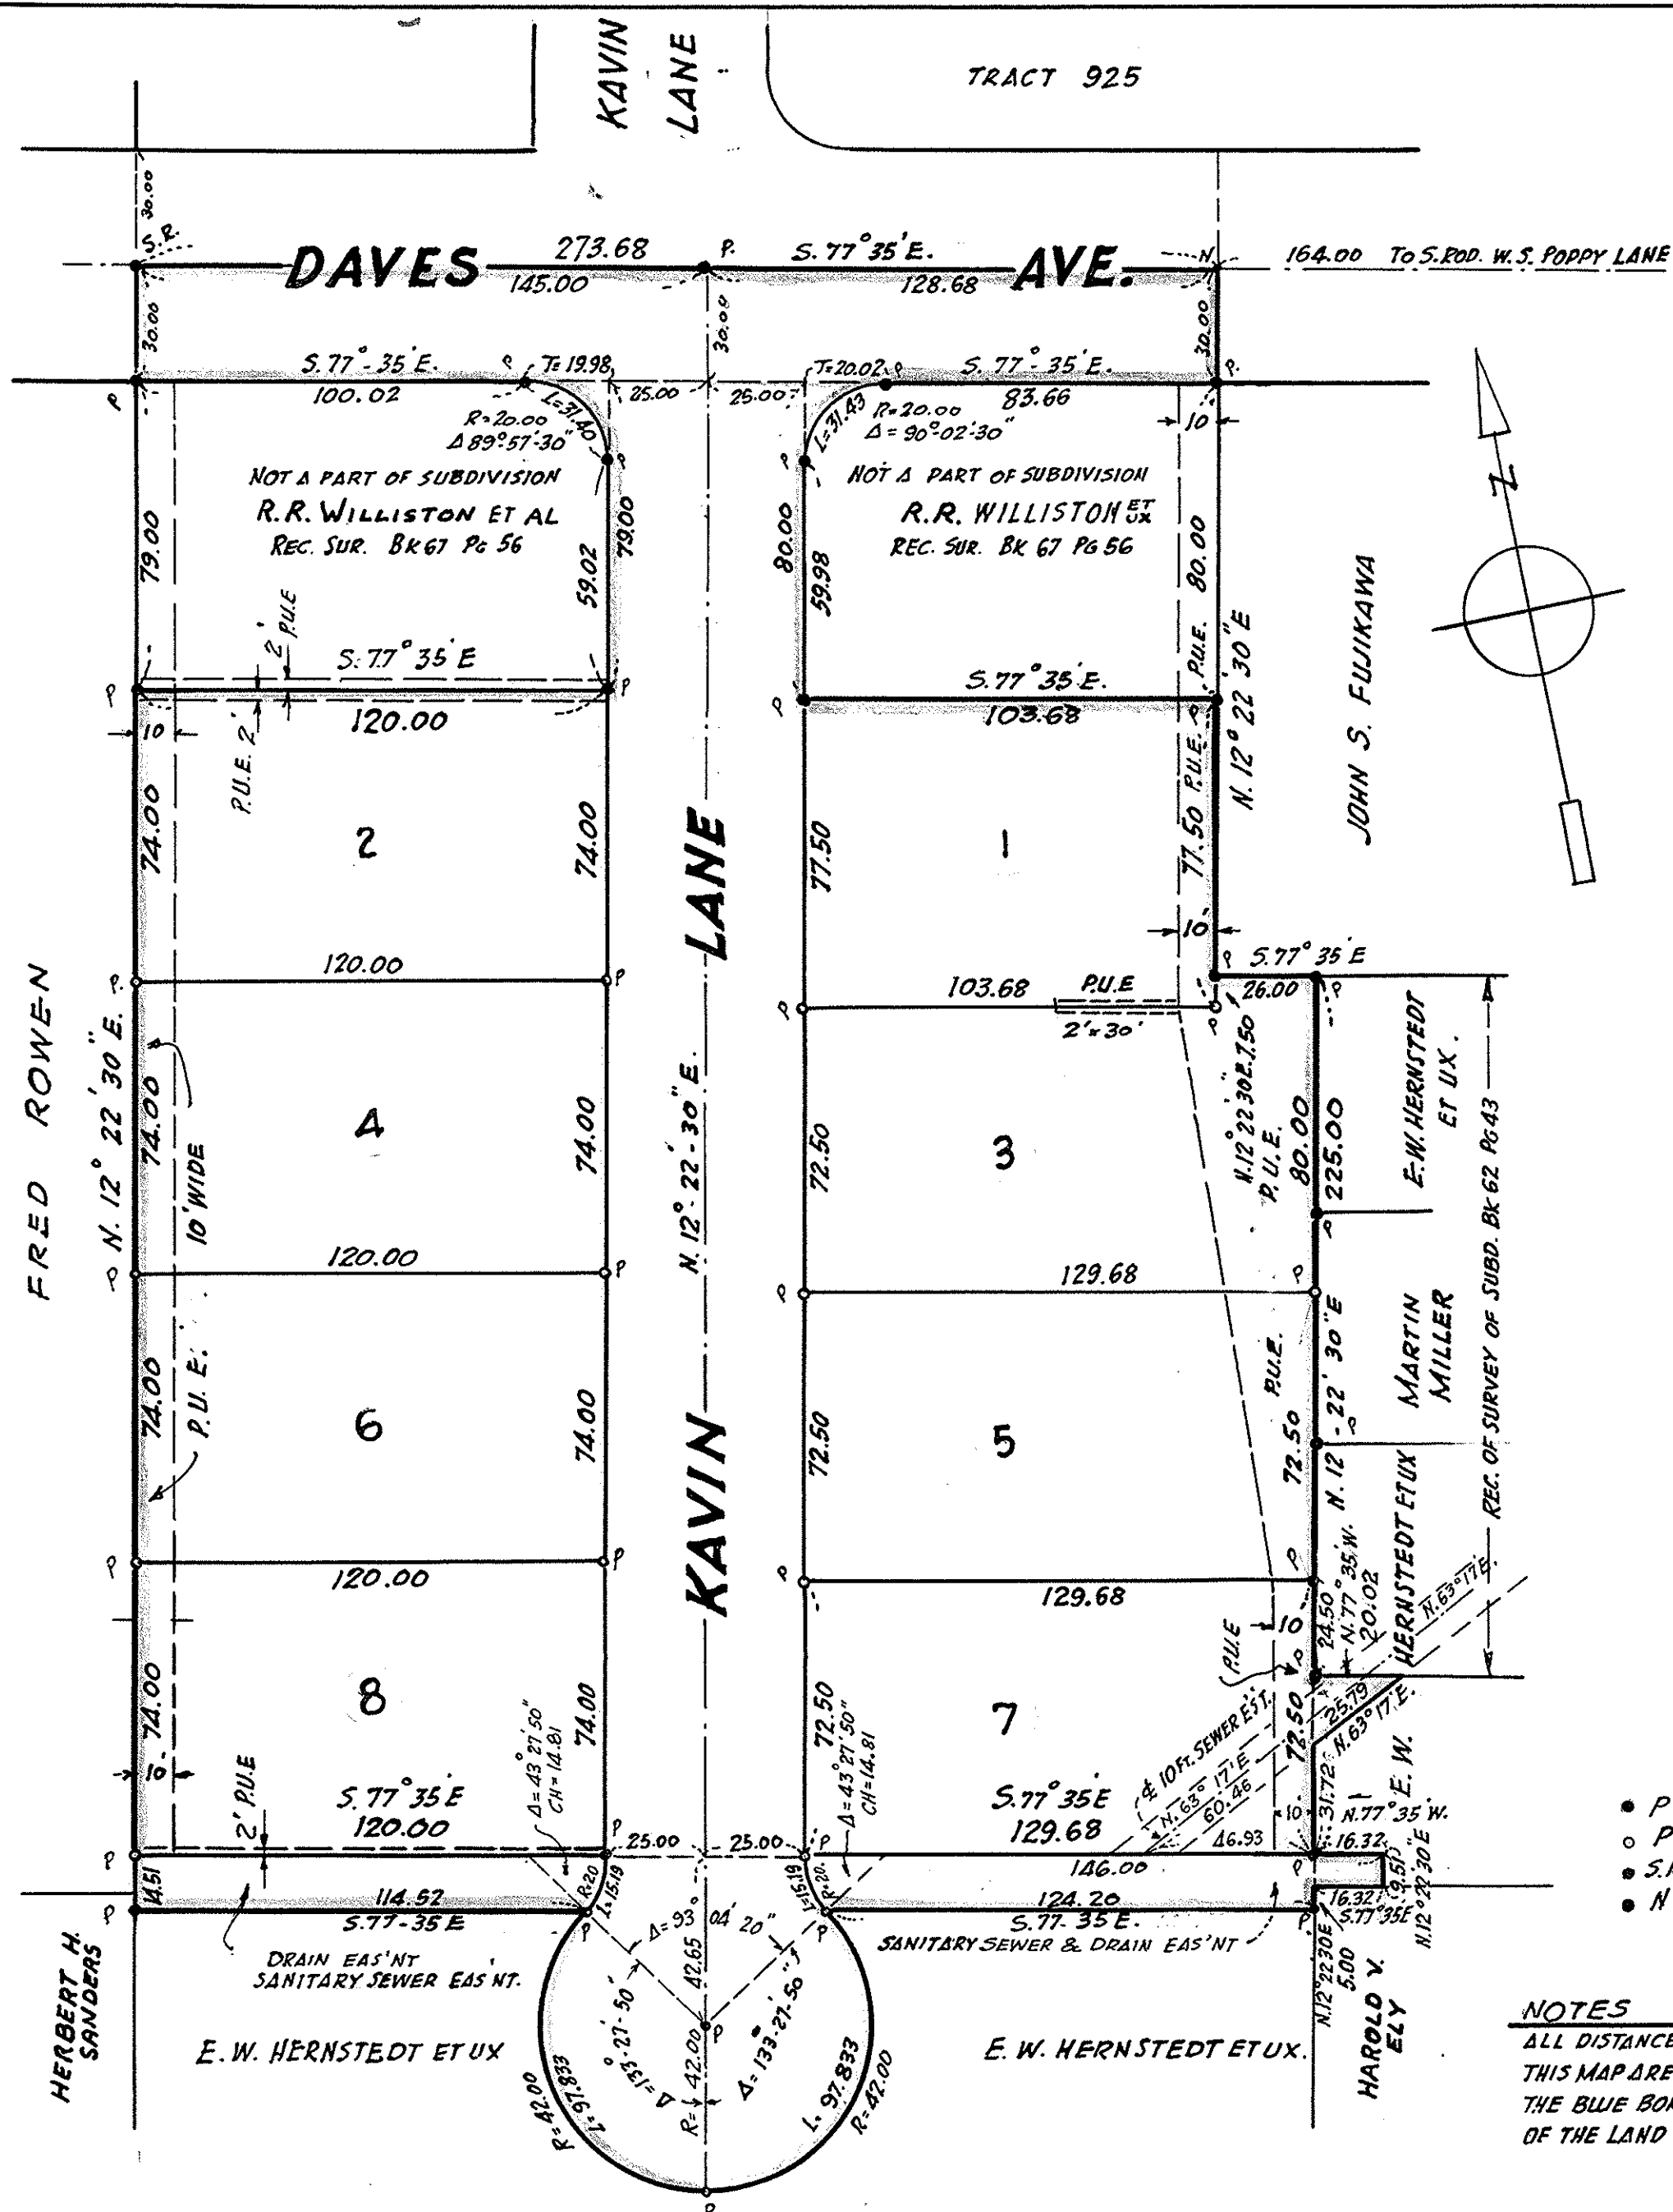 KAVIN
LANE
TRACT 925
30.00
S.R.
DAVES
273.68
P.
S. 77° 35' E.
AVE.
N.
164.00 TO S.ROD. W.S. POPPY LANE
145.00
128.68
30.00
30.00
30.00
S. 77°-35' E.
P
T=19.98
T=20.02
P
S. 77°-35' E.
P.
P
100.02
25.00
25.00
83.66
L=31.40
R=20.00
Δ 89°-57'-30"
L=31.43
R=20.00
Δ = 90°-02'-30"
10
P
P
NOT A PART OF SUBDIVISION
R.R. WILLISTON ET AL
REC. SUR. BK 67 PG 56
NOT A PART OF SUBDIVISION
R.R. WILLISTON ET UX
REC. SUR. BK 67 PG 56
79.00
59.02
79.00
80.00
59.98
80.00
P.U.E.
N. 12° 22' 30" E
JOHN S. FUJIKAWA
N
2' P.U.E
S. 77° 35' E
S. 77° 35' E.
P
P
P
P
120.00
103.68
10
P.U.E. 2'
74.00
2
74.00
77.50
1
77.50 P.U.E.
10'
LANE
120.00
P.
P
P
103.68
P.U.E
2'x30'
P
P
S. 77° 35' E
26.00
P
FRED ROWEN
N. 12° 22' 30" E.
74.00
10' WIDE
4
74.00
N. 12°-22'-30" E.
72.50
3
N. 12° 22' 30 E. 7.50
P.U.E.
80.00
225.00
P
E.W. HERNSTEDT
ET UX.
REC. OF SURVEY OF SUBD. BK 62 PG 43
120.00
P
P
P
129.68
P
74.00
P.U.E.
6
74.00
KAVIN
72.50
5
P.U.E.
72.50
N. 12°-22' 30" E
P
MARTIN
MILLER
120.00
P
P
P
129.68
P
HERNSTEDT ET UX
E. W.
10
24.50
N. 77° 35' W.
20.02
N. 63° 17' E.
74.00
8
74.00
Δ = 43° 27' 50"
CH = 14.81
72.50
Δ = 43° 27' 50"
CH = 14.81
7
P.U.E
P
₵ 10 FT. SEWER ES'T.
N. 63° 17' E
60.46
72.50
25.79
N. 63° 17' E.
10
2' P.U.E
S. 77° 35' E
120.00
P
25.00
25.00
P
S. 77° 35' E
129.68
46.93
10
31.72
N. 77° 35' W.
16.32
P
146.00
P
14.51
114.52
S. 77-35 E
R=20
L=15.19
L=15.19
R=20.
124.20
S. 77. 35 E.
16.32
S 77° 35 E
9.51
N. 12° 22' 30" E
P
P
P
P
DRAIN EAS'NT
SANITARY SEWER EAS'NT.
Δ = 93° 04' 20"
42.65
SANITARY SEWER & DRAIN EAS'NT
N. 12° 22 30 E
5.00
HERBERT H.
SANDERS
E. W. HERNSTEDT ET UX
Δ = 133°-27'-50"
R = 42.00
P
Δ = 133°-27'-50"
E. W. HERNSTEDT ET UX.
HAROLD V.
ELY
R = 42.00
L = 97.833
L = 97.833
R = 42.00
P
P
P
S.R
N
NOTES
ALL DISTANCE
THIS MAP ARE
THE BLUE BOR
OF THE LAND